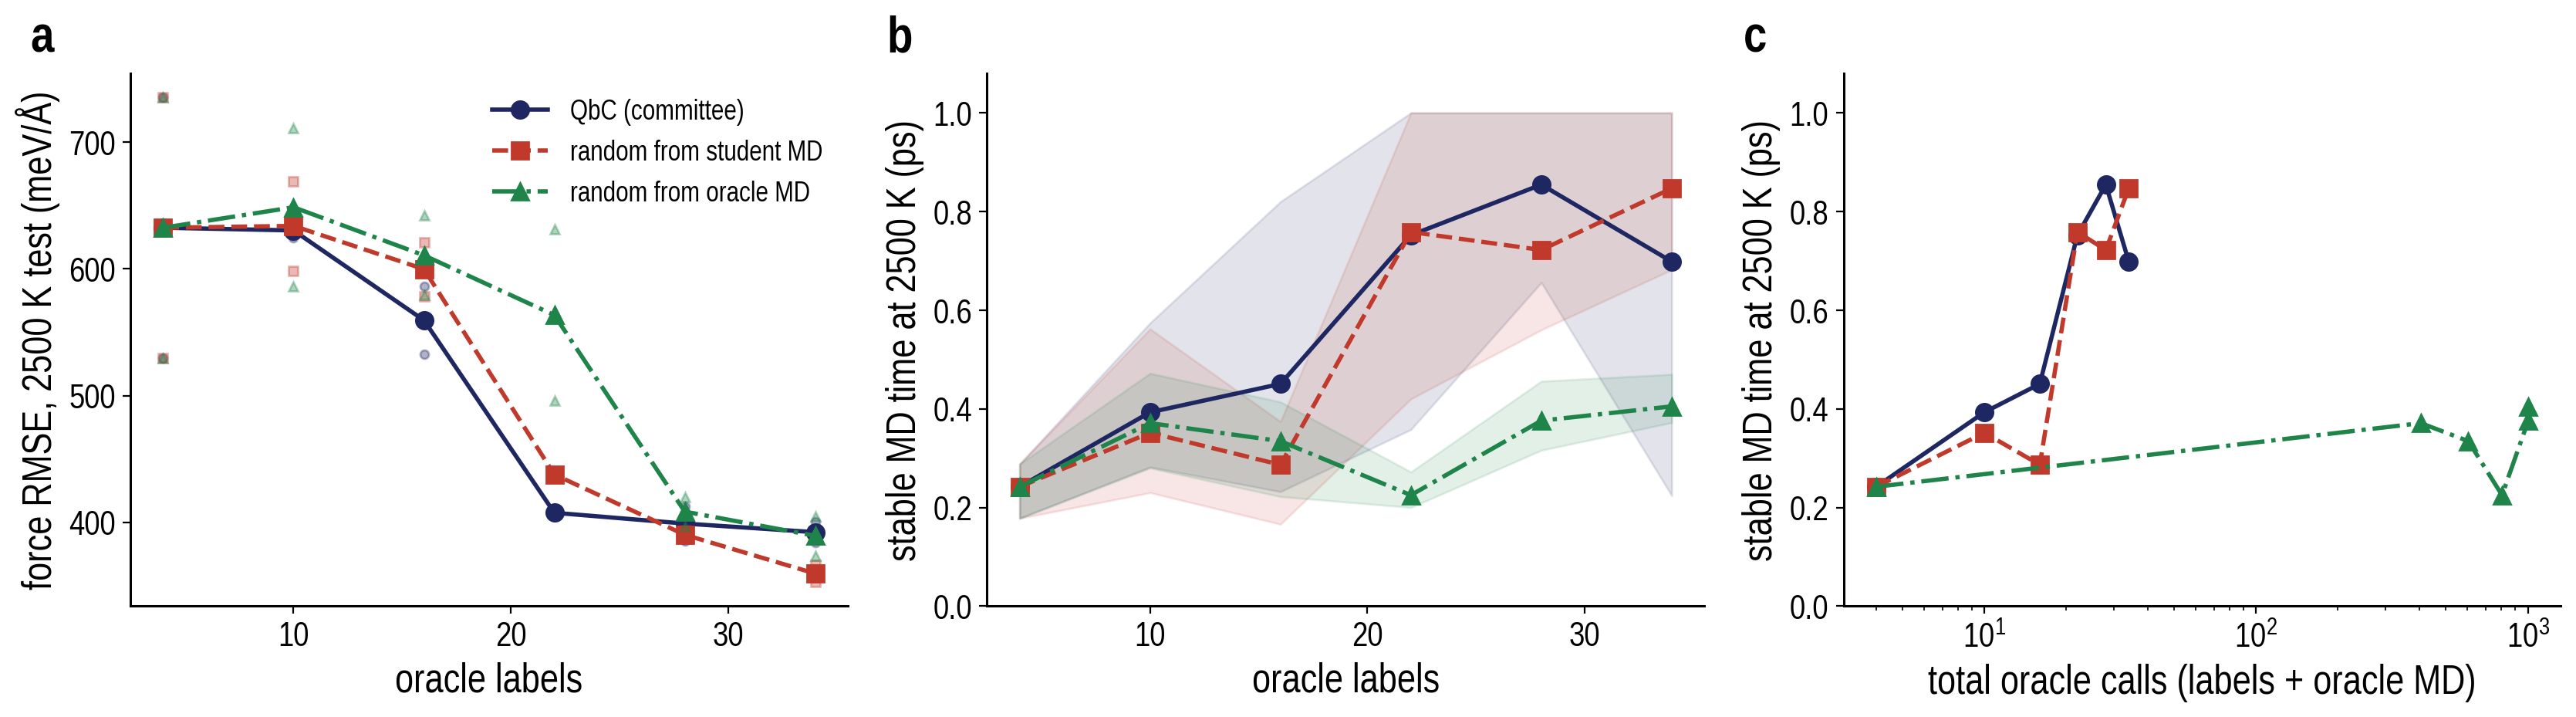 a
force RMSE, 2500 K test (meV/Å)
700
600
500
400
QbC (committee)
random from student MD
random from oracle MD
10
20
30
oracle labels
b
stable MD time at 2500 K (ps)
1.0
0.8
0.6
0.4
0.2
0.0
10
20
30
oracle labels
c
stable MD time at 2500 K (ps)
1.0
0.8
0.6
0.4
0.2
0.0
10¹
10²
10³
total oracle calls (labels + oracle MD)